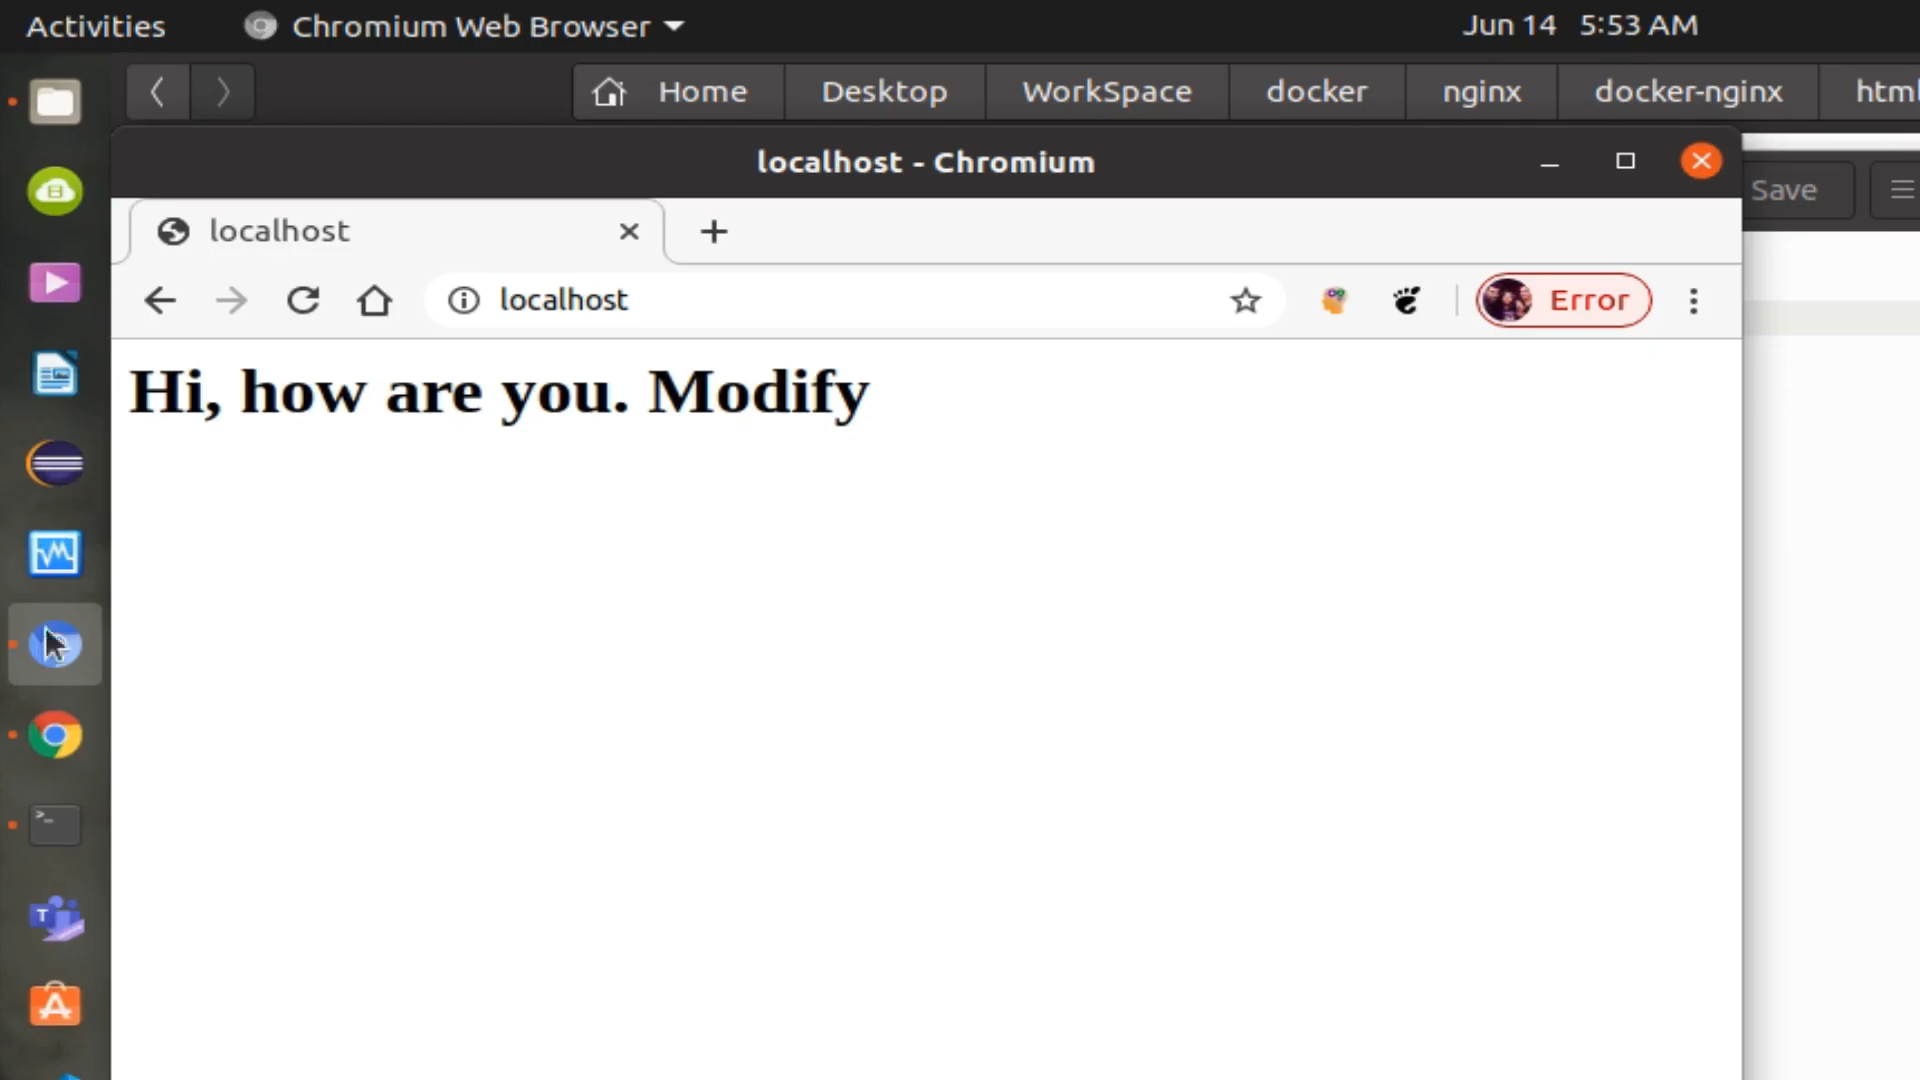 Activities Chromium Web Browser Jun 14 5:53 AM
Home Desktop WorkSpace docker nginx docker-nginx html
localhost - Chromium
Save
localhost
localhost Error
Hi, how are you. Modify